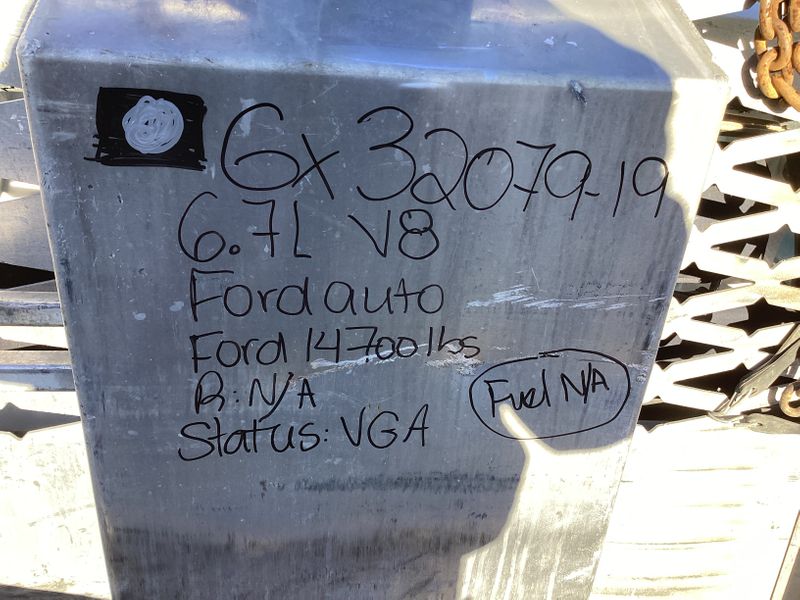 Gx 32079-19
6.7L V8
Ford auto
Ford 14700 lbs
R: N/A
Fuel N/A
Status: VGA